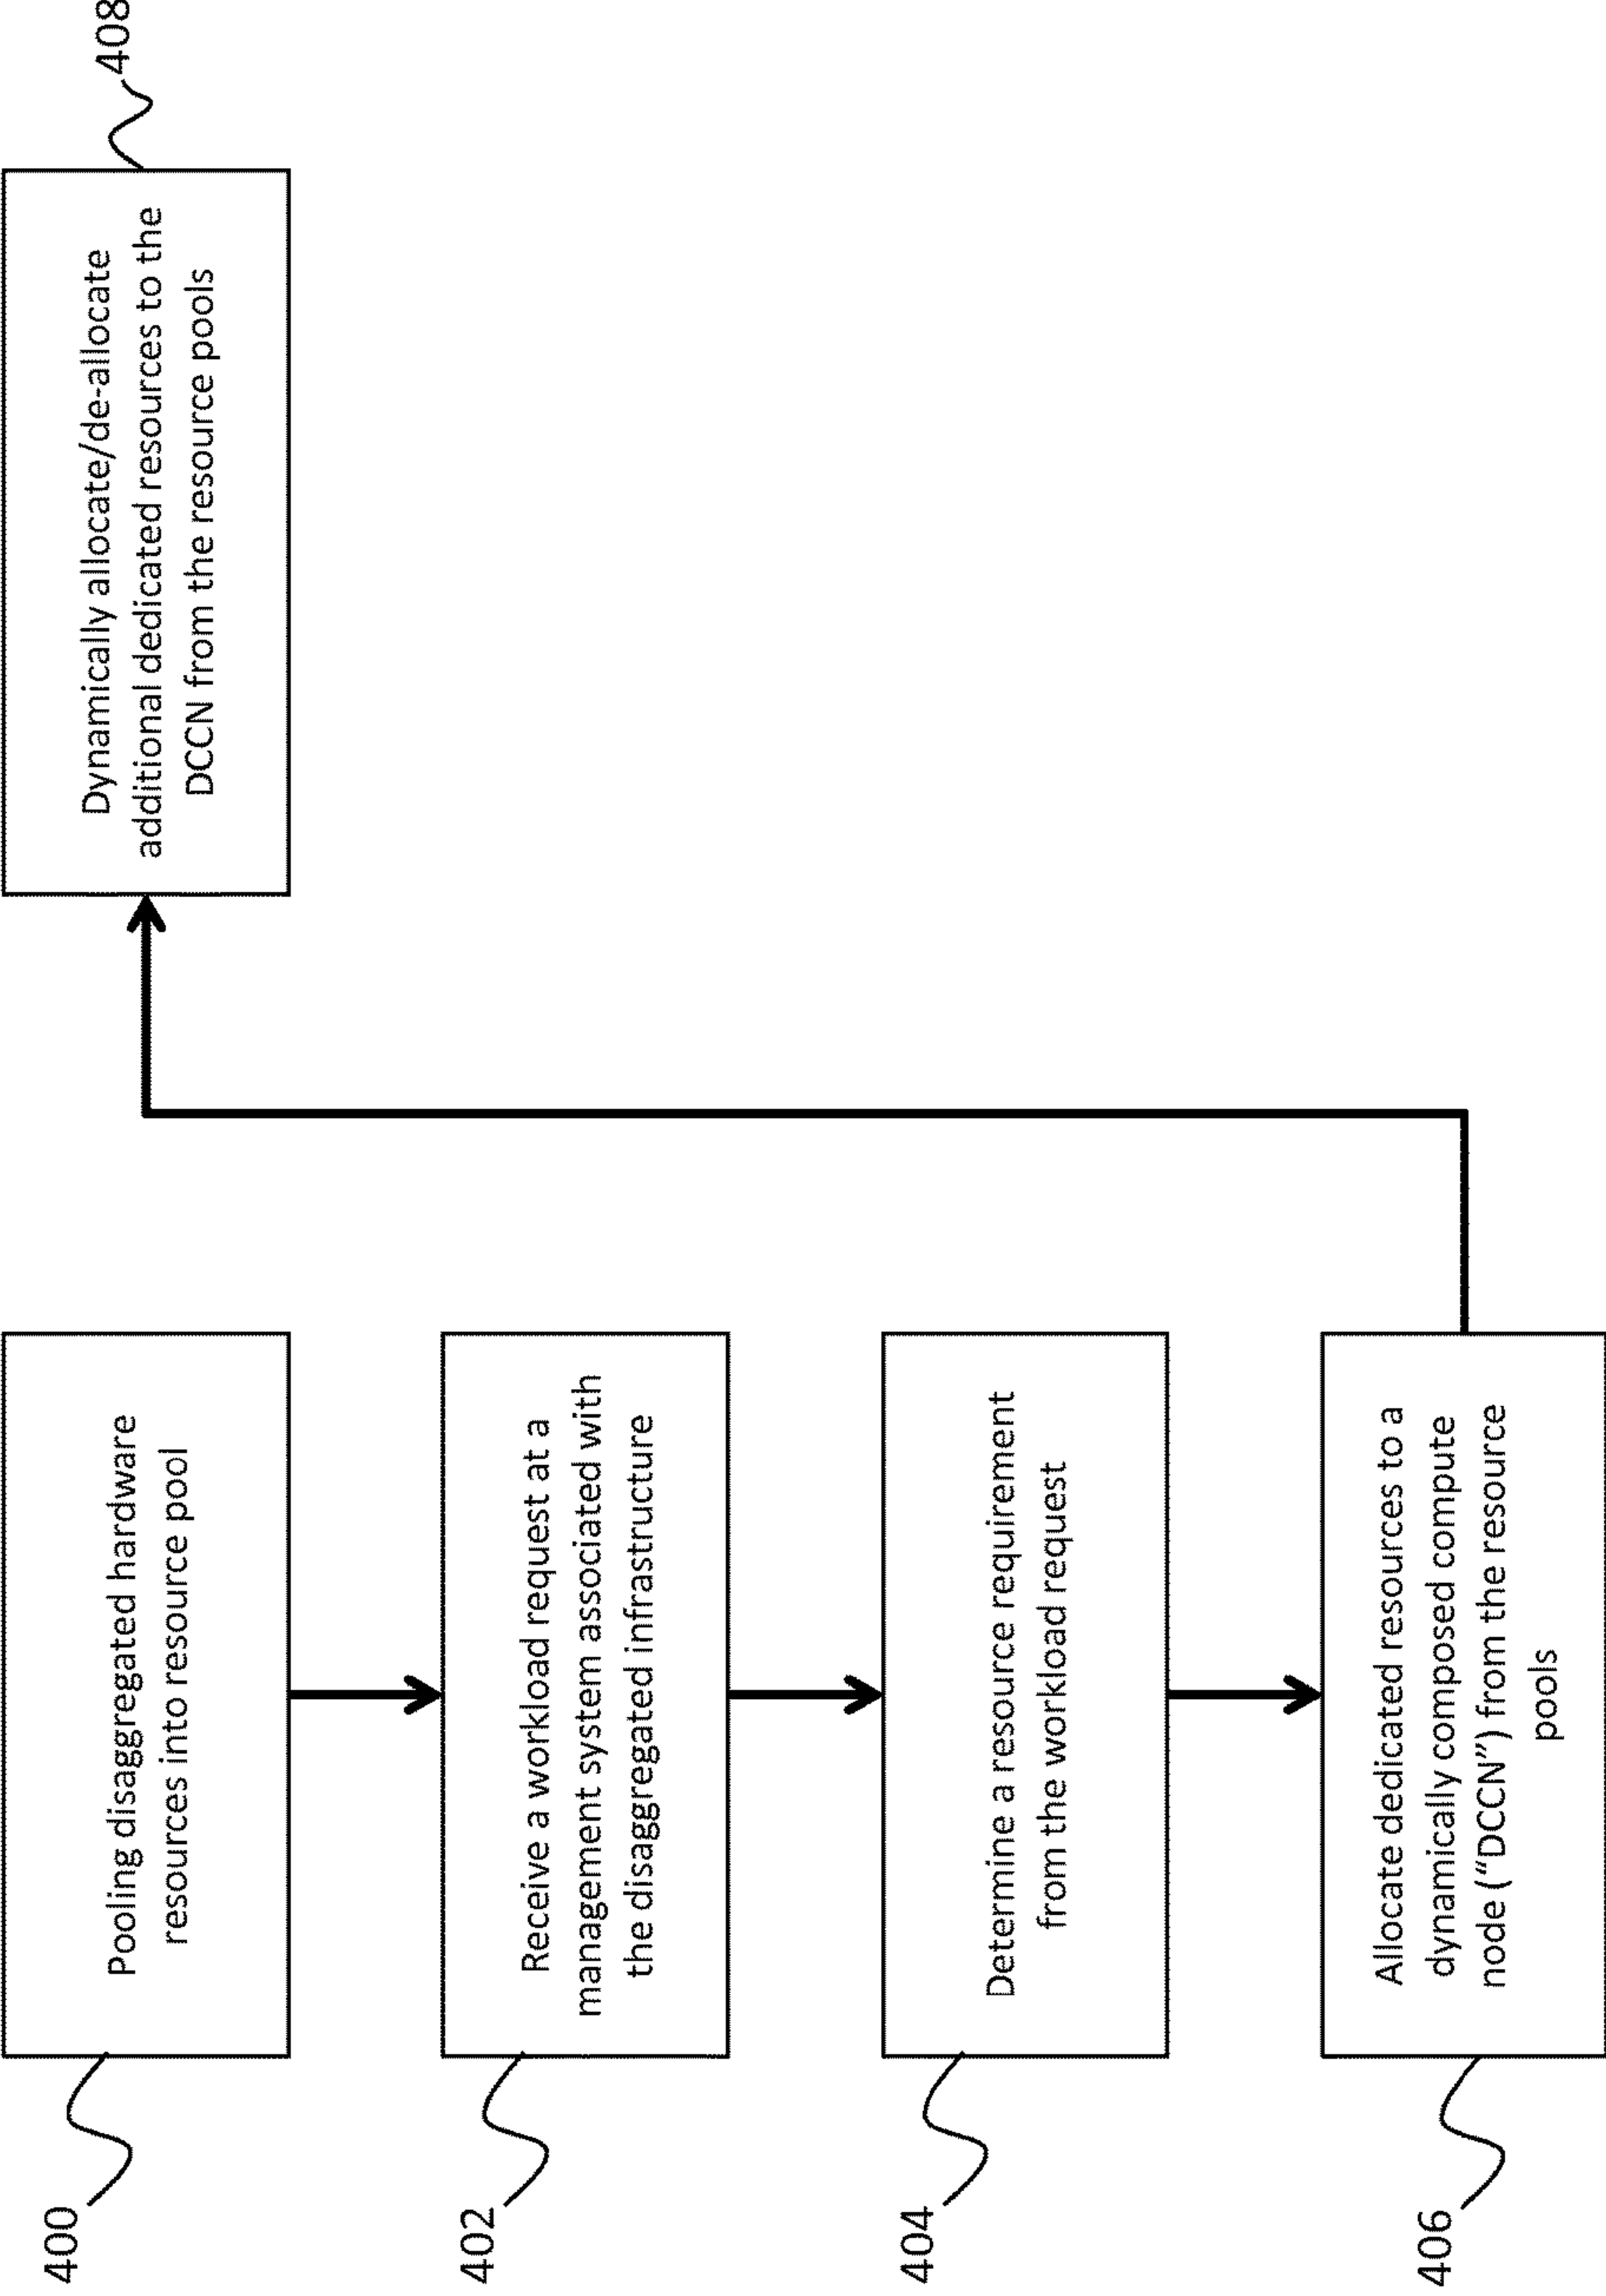 400
Pooling disaggregated hardware
resources into resource pool
402
Receive a workload request at a
management system associated with
the disaggregated infrastructure
404
Determine a resource requirement
from the workload request
406
Allocate dedicated resources to a
dynamically composed compute
node (“DCCN”) from the resource
pools
408
Dynamically allocate/de-allocate
additional dedicated resources to the
DCCN from the resource pools